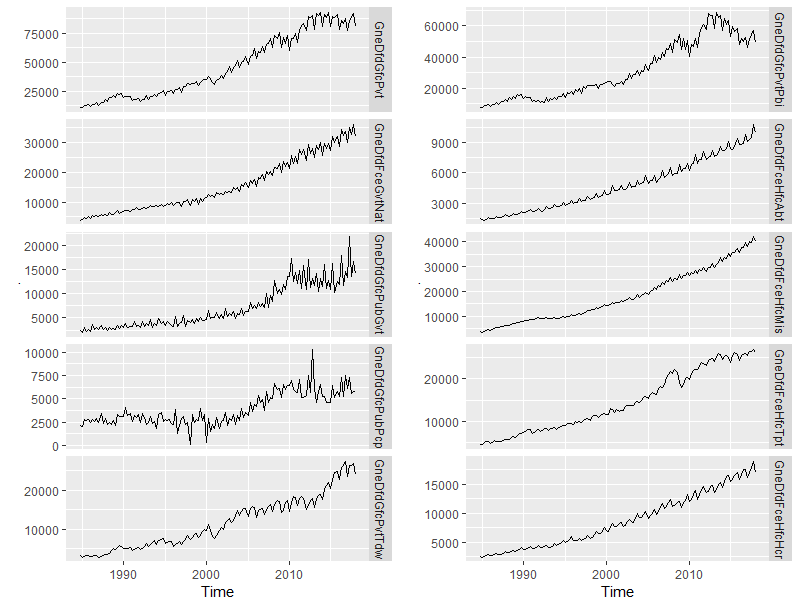 75000
50000
25000
GneDfdGfcPvt
60000
40000
20000
GneDfdGfcPvtPbi
30000
20000
10000
GneDfdFceGvtNat
9000
6000
3000
GneDfdFceHfcAbt
20000
15000
10000
5000
GneDfdGfcPubGvt
40000
30000
20000
10000
GneDfdFceHfcMis
10000
7500
5000
2500
0
GneDfdGfcPubPcp
20000
10000
GneDfdFceHfcTpt
20000
10000
GneDfdGfcPvtTdw
15000
10000
5000
GneDfdFceHfcHcr
1990 2000 2010
Time
1990 2000 2010
Time